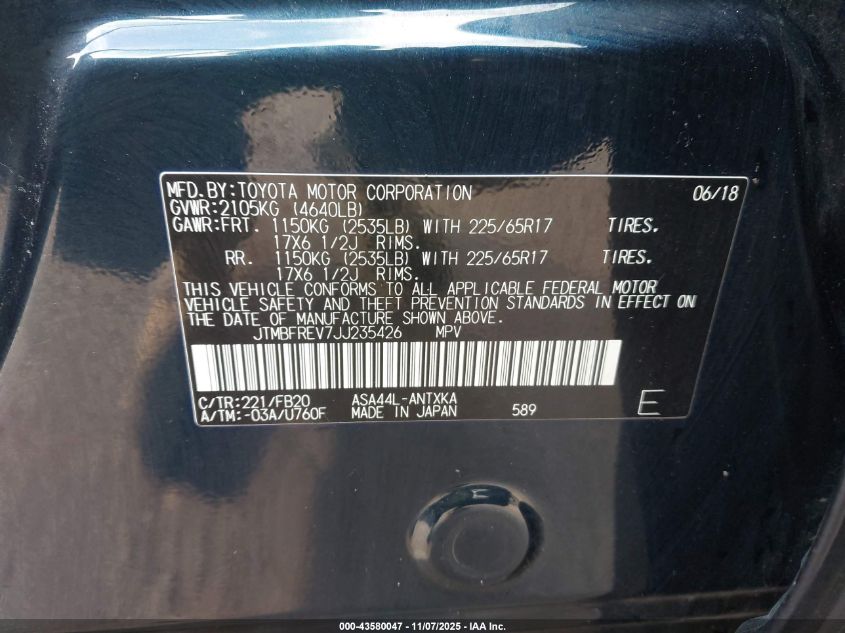 MFD.BY:TOYOTA MOTOR CORPORATION 06/18
GVWR:2105KG (4640LB)
GAWR:FRT. 1150KG (2535LB) WITH 225/65R17 TIRES.
17X6 1/2J RIMS.
RR. 1150KG (2535LB) WITH 225/65R17 TIRES.
17X6 1/2J RIMS.
THIS VEHICLE CONFORMS TO ALL APPLICABLE FEDERAL MOTOR
VEHICLE SAFETY AND THEFT PREVENTION STANDARDS IN EFFECT ON
THE DATE OF MANUFACTURE SHOWN ABOVE.
JTMBFREV7JJ235426 MPV
C/TR:221/FB20 ASA44L-ANTXKA
A/TM:-03A/U760F MADE IN JAPAN 589 E
000-43580047 - 11/07/2025 - IAA Inc.